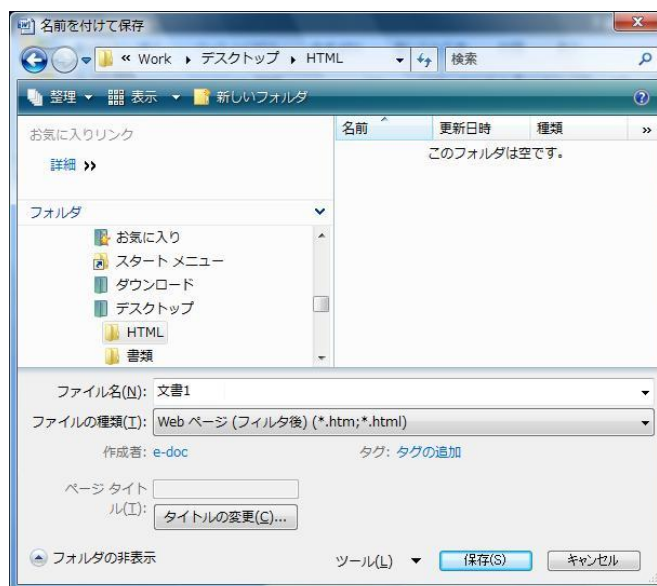 名前を付けて保存
« Work ▸ デスクトップ ▸ HTML
検索
整理 表示 新しいフォルダ
お気に入りリンク
詳細 »
名前 更新日時 種類 »
このフォルダは空です。
フォルダ
お気に入り
スタート メニュー
ダウンロード
デスクトップ
HTML
書類
ファイル名(N): 文書1
ファイルの種類(T): Web ページ (フィルタ後) (*.htm;*.html)
作成者: e-doc タグ: タグの追加
ページ タイト
ル(I):
タイトルの変更(C)...
フォルダの非表示
ツール(L) 保存(S) キャンセル